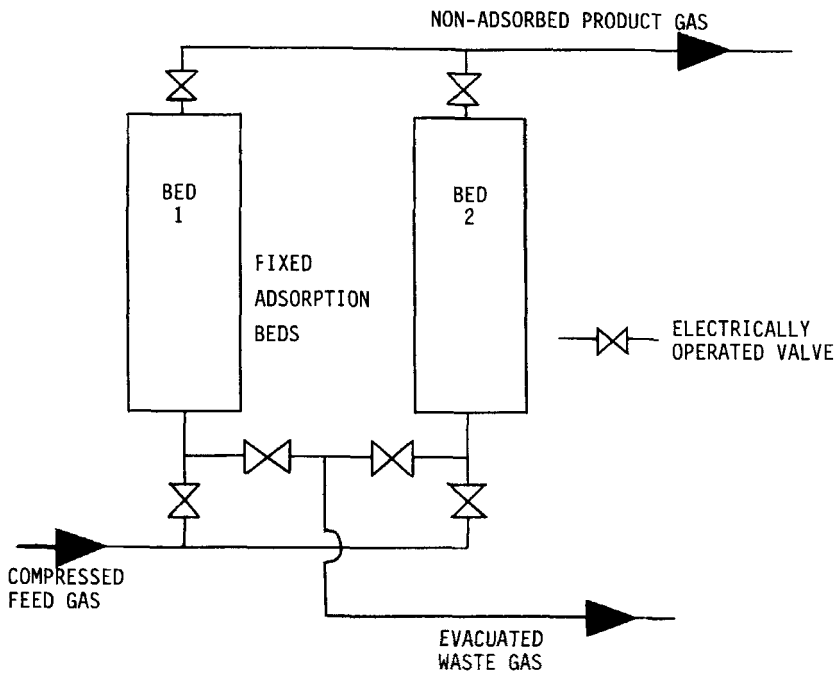 NON-ADSORBED PRODUCT GAS
BED
1
BED
2
FIXED
ADSORPTION
BEDS
ELECTRICALLY
OPERATED VALVE
COMPRESSED
FEED GAS
EVACUATED
WASTE GAS